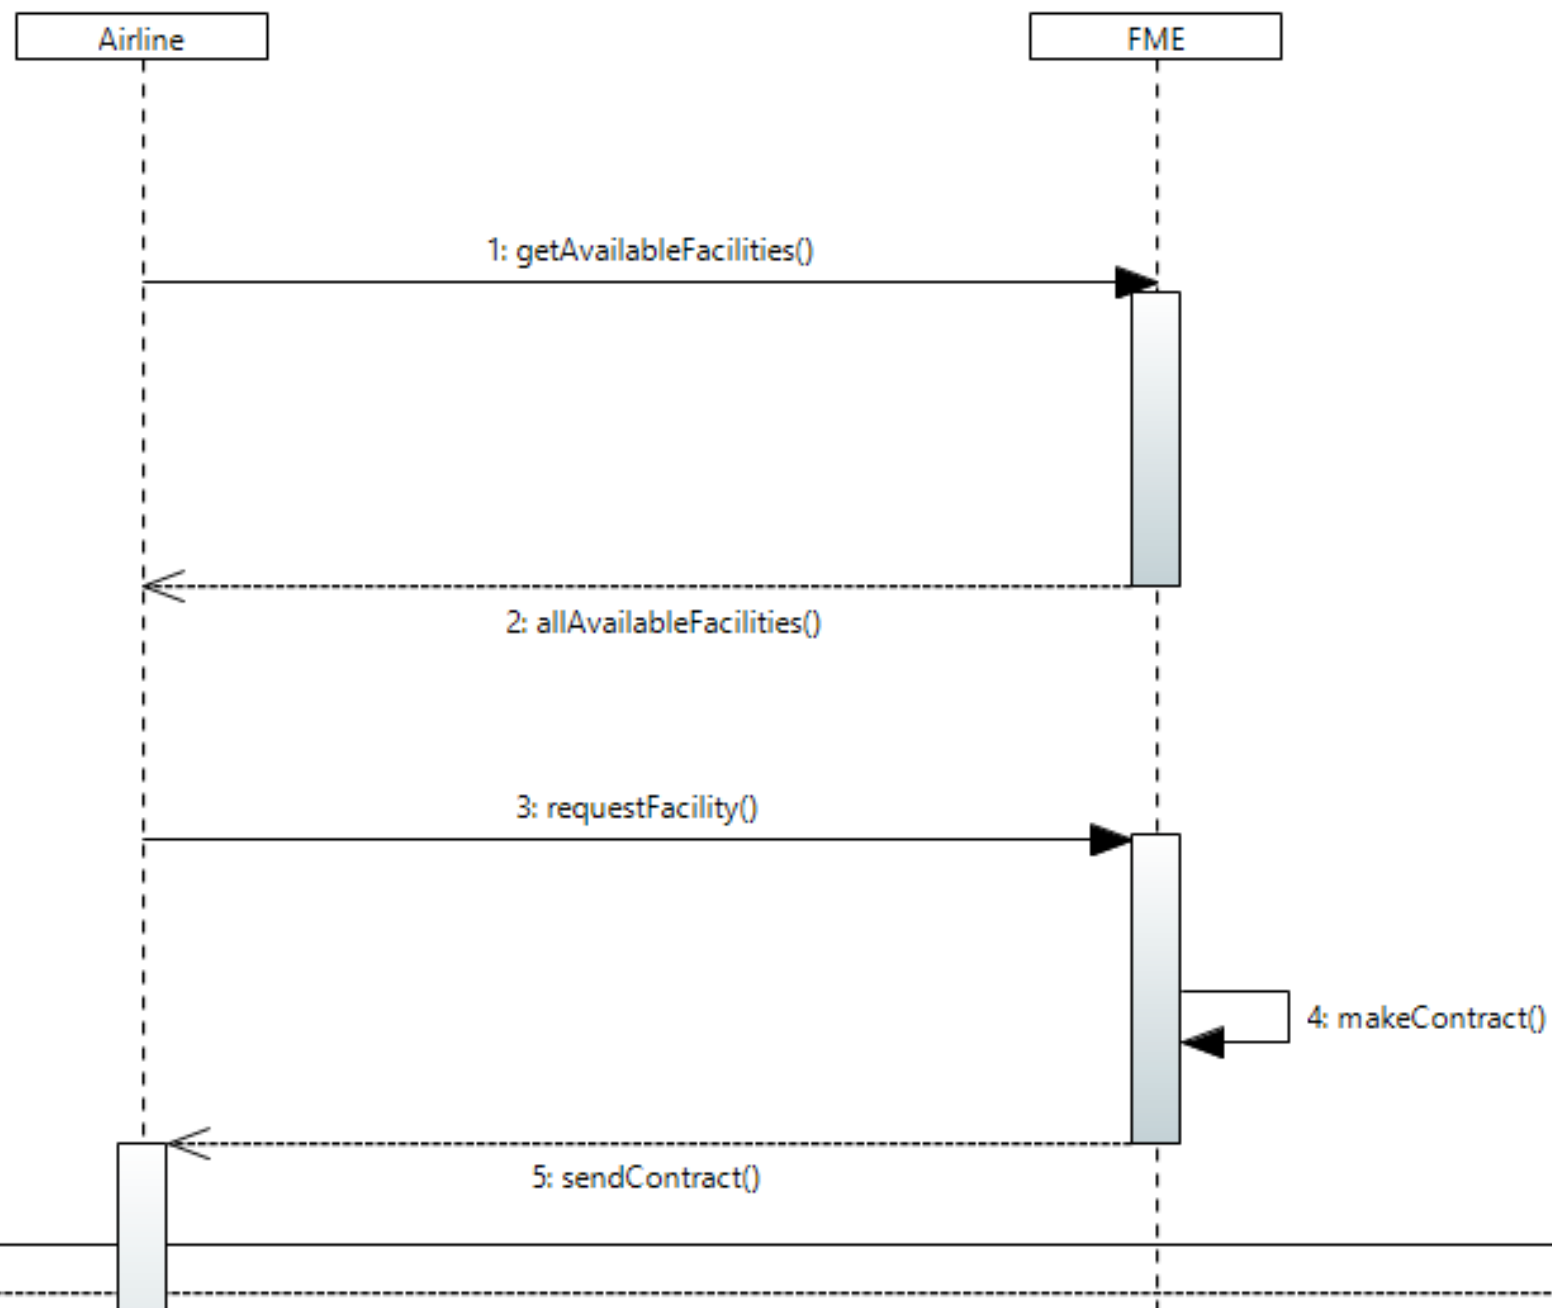 Airline
FME
1: getAvailableFacilities()
2: allAvailableFacilities()
3: requestFacility()
4: makeContract()
5: sendContract()